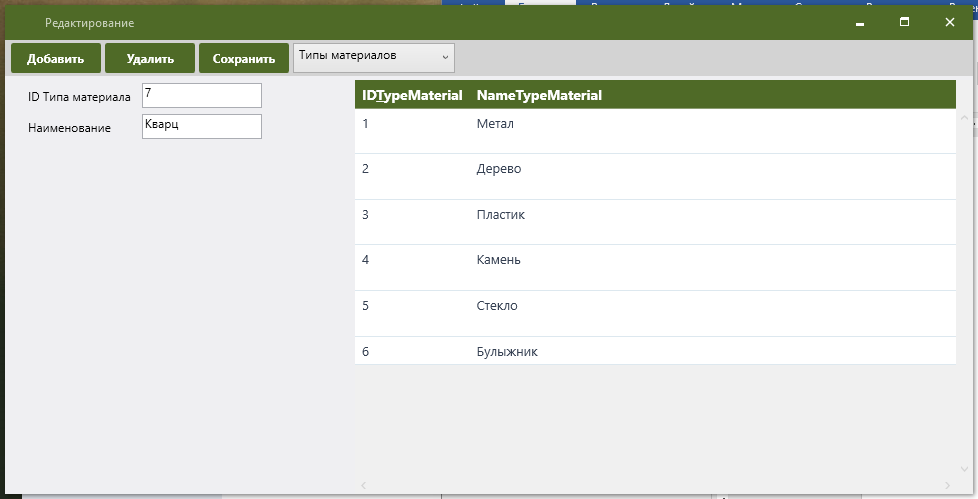 Редактирование
Добавить Удалить Сохранить Типы материалов
ID Типа материала 7
Наименование Кварц
IDTypeMaterial NameTypeMaterial
1 Метал
2 Дерево
3 Пластик
4 Камень
5 Стекло
6 Булыжник